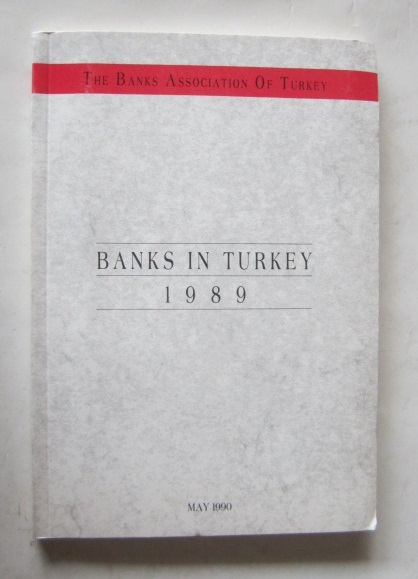 THE BANKS ASSOCIATION OF TURKEY
BANKS IN TURKEY
1989
MAY 1990